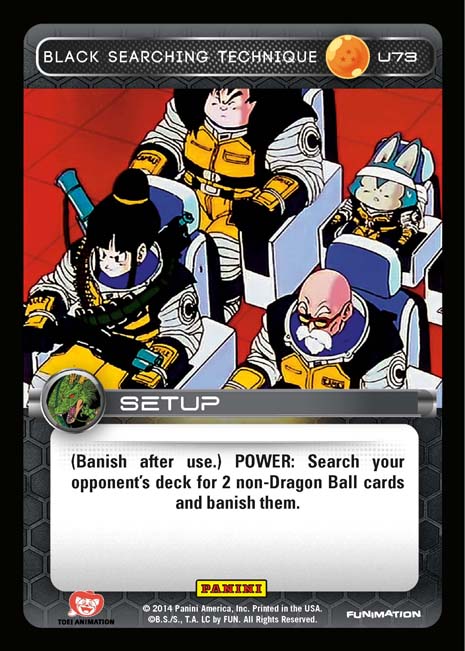 BLACK SEARCHING TECHNIQUE U73
SETUP
(Banish after use.) POWER: Search your
opponent's deck for 2 non-Dragon Ball cards
and banish them.
PANINI
TOEI ANIMATION
© 2014 Panini America, Inc. Printed in the USA.
©B.S./S., T.A. LC by FUN. All Rights Reserved.
FUNIMATION